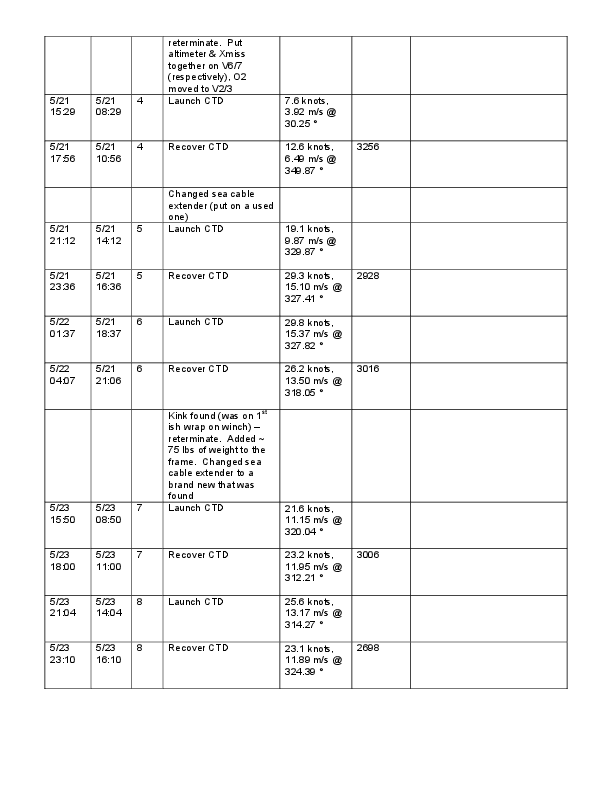 reterminate. Put
altimeter & Xmiss
together on V6/7
(respectively), O2
moved to V2/3
5/21 5/21 4 Launch CTD 7.6 knots,
15:29 08:29 3.92 m/s @
30.25 °
5/21 5/21 4 Recover CTD 12.6 knots, 3256
17:56 10:56 6.49 m/s @
349.87 °
Changed sea cable
extender (put on a used
one)
5/21 5/21 5 Launch CTD 19.1 knots,
21:12 14:12 9.87 m/s @
329.87 °
5/21 5/21 5 Recover CTD 29.3 knots, 2928
23:36 16:36 15.10 m/s @
327.41 °
5/22 5/21 6 Launch CTD 29.8 knots,
01:37 18:37 15.37 m/s @
327.82 °
5/22 5/21 6 Recover CTD 26.2 knots, 3016
04:07 21:06 13.50 m/s @
318.05 °
Kink found (was on 1st
ish wrap on winch) –
reterminate. Added ~
75 lbs of weight to the
frame. Changed sea
cable extender to a
brand new that was
found
5/23 5/23 7 Launch CTD 21.6 knots,
15:50 08:50 11.15 m/s @
320.04 °
5/23 5/23 7 Recover CTD 23.2 knots, 3006
18:00 11:00 11.95 m/s @
312.21 °
5/23 5/23 8 Launch CTD 25.6 knots,
21:04 14:04 13.17 m/s @
314.27 °
5/23 5/23 8 Recover CTD 23.1 knots, 2698
23:10 16:10 11.89 m/s @
324.39 °